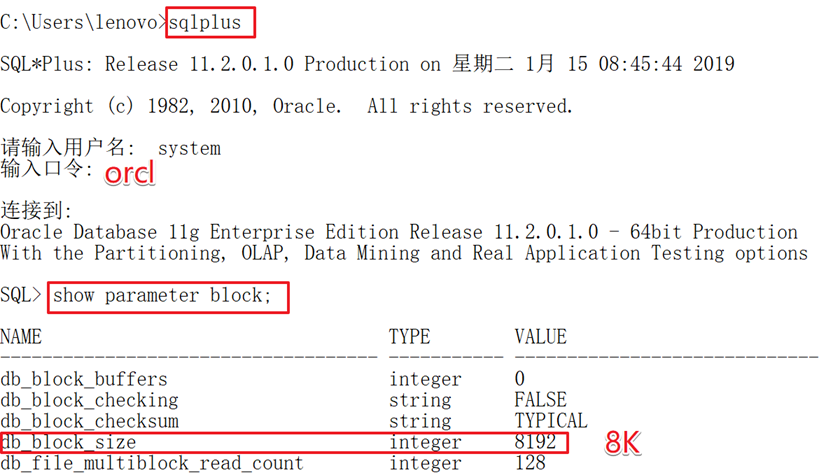 C:\Users\lenovo>sqlplus
SQL*Plus: Release 11.2.0.1.0 Production on 星期二 1月 15 08:45:44 2019
Copyright (c) 1982, 2010, Oracle.  All rights reserved.
请输入用户名:  system
输入口令: orcl
连接到:
Oracle Database 11g Enterprise Edition Release 11.2.0.1.0 - 64bit Production
With the Partitioning, OLAP, Data Mining and Real Application Testing options
SQL> show parameter block;
NAME TYPE VALUE
------------------------------------ ----------- ------------------------------
db_block_buffers integer 0
db_block_checking string FALSE
db_block_checksum string TYPICAL
db_block_size integer 8192 8K
db_file_multiblock_read_count integer 128